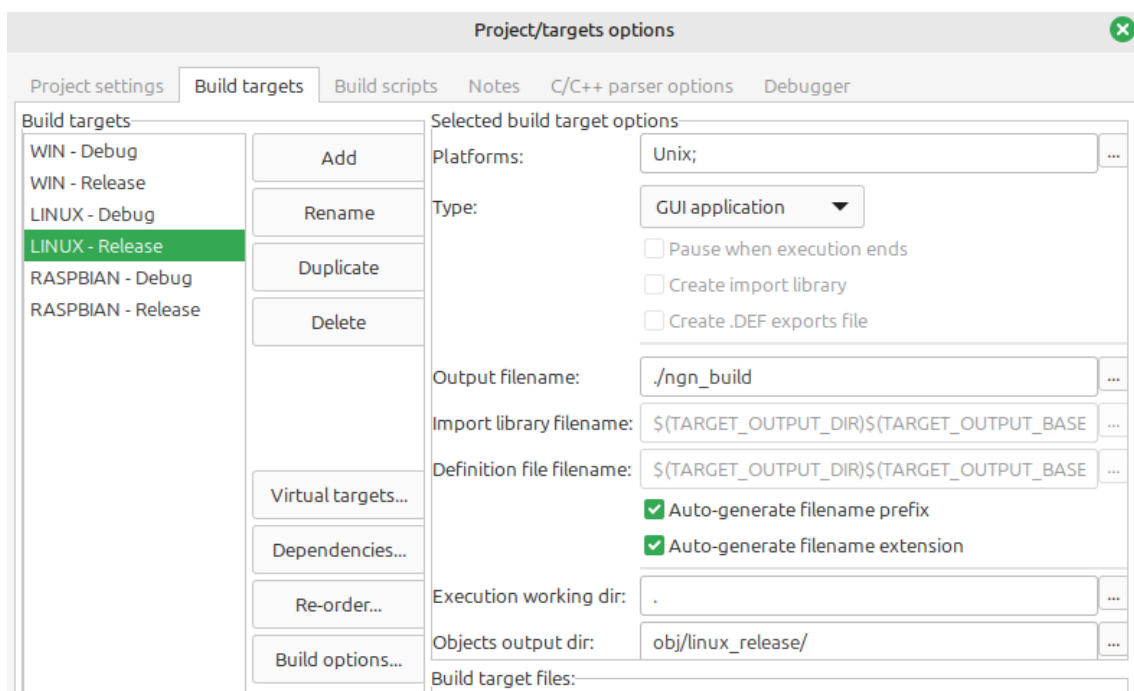 Project/targets options
Project settings
Build targets
Build scripts
Notes
C/C++ parser options
Debugger
Build targets
WIN - Debug
WIN - Release
LINUX - Debug
LINUX - Release
RASPBIAN - Debug
RASPBIAN - Release
Add
Rename
Duplicate
Delete
Virtual targets...
Dependencies...
Re-order...
Build options...
Selected build target options
Platforms: Unix; ...
Type: GUI application
Pause when execution ends
Create import library
Create .DEF exports file
Output filename: ./ngn_build ...
Import library filename: $(TARGET_OUTPUT_DIR)$(TARGET_OUTPUT_BASE ...
Definition file filename: $(TARGET_OUTPUT_DIR)$(TARGET_OUTPUT_BASE ...
Auto-generate filename prefix
Auto-generate filename extension
Execution working dir: . ...
Objects output dir: obj/linux_release/ ...
Build target files: